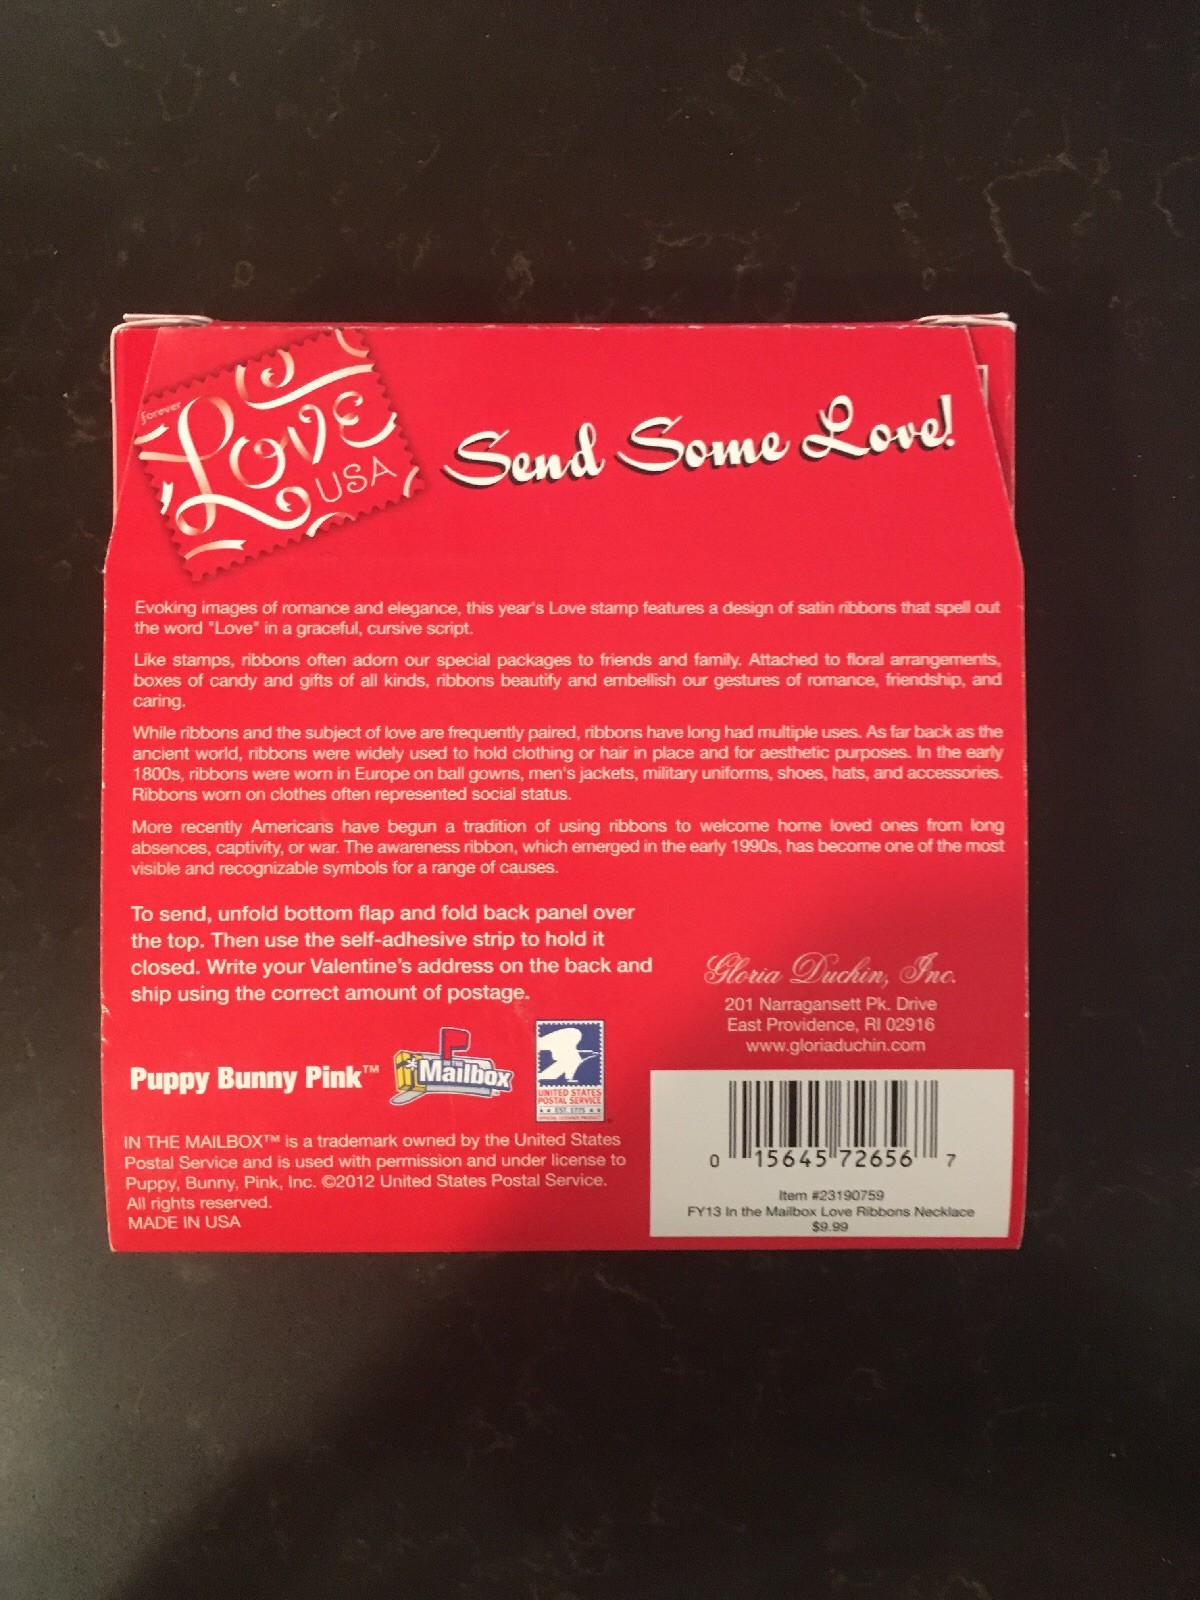 forever
Love
USA
Send Some Love!
Evoking images of romance and elegance, this year's Love stamp features a design of satin ribbons that spell out
the word "Love" in a graceful, cursive script.
Like stamps, ribbons often adorn our special packages to friends and family. Attached to floral arrangements,
boxes of candy and gifts of all kinds, ribbons beautify and embellish our gestures of romance, friendship, and
caring.
While ribbons and the subject of love are frequently paired, ribbons have long had multiple uses. As far back as the
ancient world, ribbons were widely used to hold clothing or hair in place and for aesthetic purposes. In the early
1800s, ribbons were worn in Europe on ball gowns, men's jackets, military uniforms, shoes, hats, and accessories.
Ribbons worn on clothes often represented social status.
More recently Americans have begun a tradition of using ribbons to welcome home loved ones from long
absences, captivity, or war. The awareness ribbon, which emerged in the early 1990s, has become one of the most
visible and recognizable symbols for a range of causes.
To send, unfold bottom flap and fold back panel over
the top. Then use the self-adhesive strip to hold it
closed. Write your Valentine's address on the back and
ship using the correct amount of postage.
Gloria Duchin, Inc.
201 Narragansett Pk. Drive
East Providence, RI 02916
www.gloriaduchin.com
Puppy Bunny Pink™
IN THE
Mailbox
UNITED STATES
POSTAL SERVICE
EST. 1775
IN THE MAILBOX™ is a trademark owned by the United States
Postal Service and is used with permission and under license to
Puppy, Bunny, Pink, Inc. ©2012 United States Postal Service.
All rights reserved.
MADE IN USA
0 15645 72656 7
Item #23190759
FY13 In the Mailbox Love Ribbons Necklace
$9.99